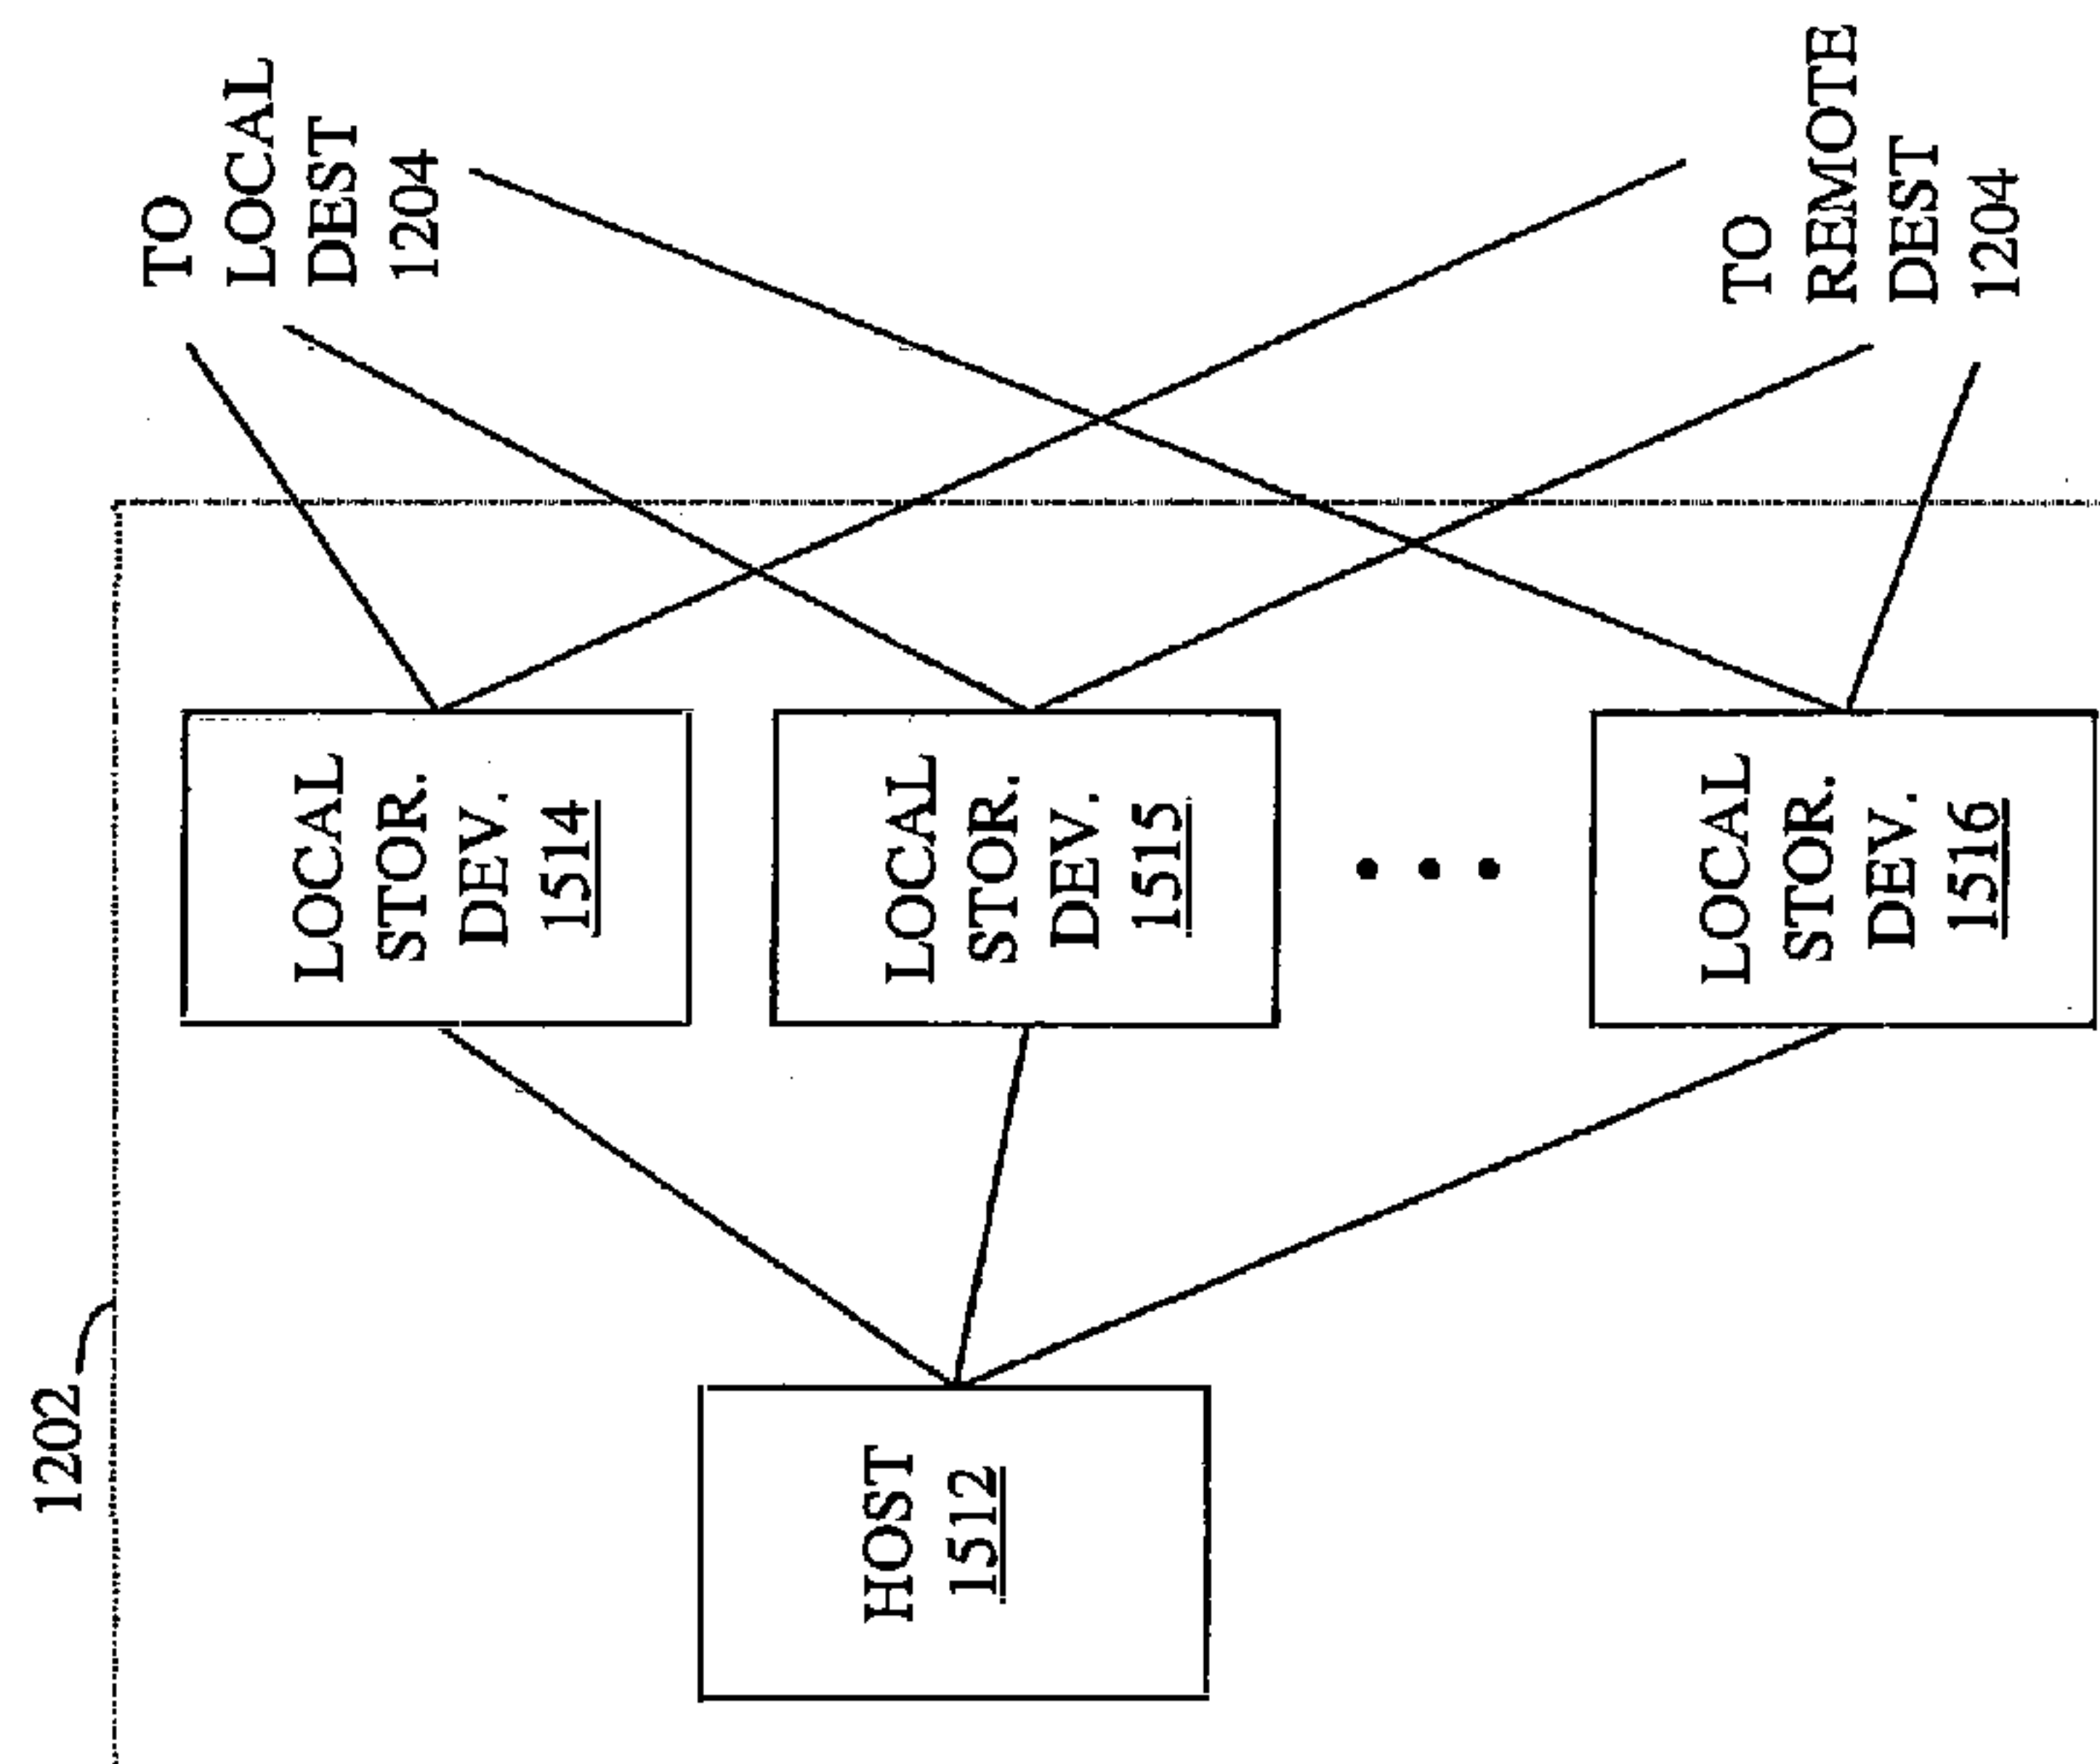 1202
HOST
1512
LOCAL
STOR.
DEV.
1514
LOCAL
STOR.
DEV.
1515
LOCAL
STOR.
DEV.
1516
TO
LOCAL
DEST
1204
TO
REMOTE
DEST
1204